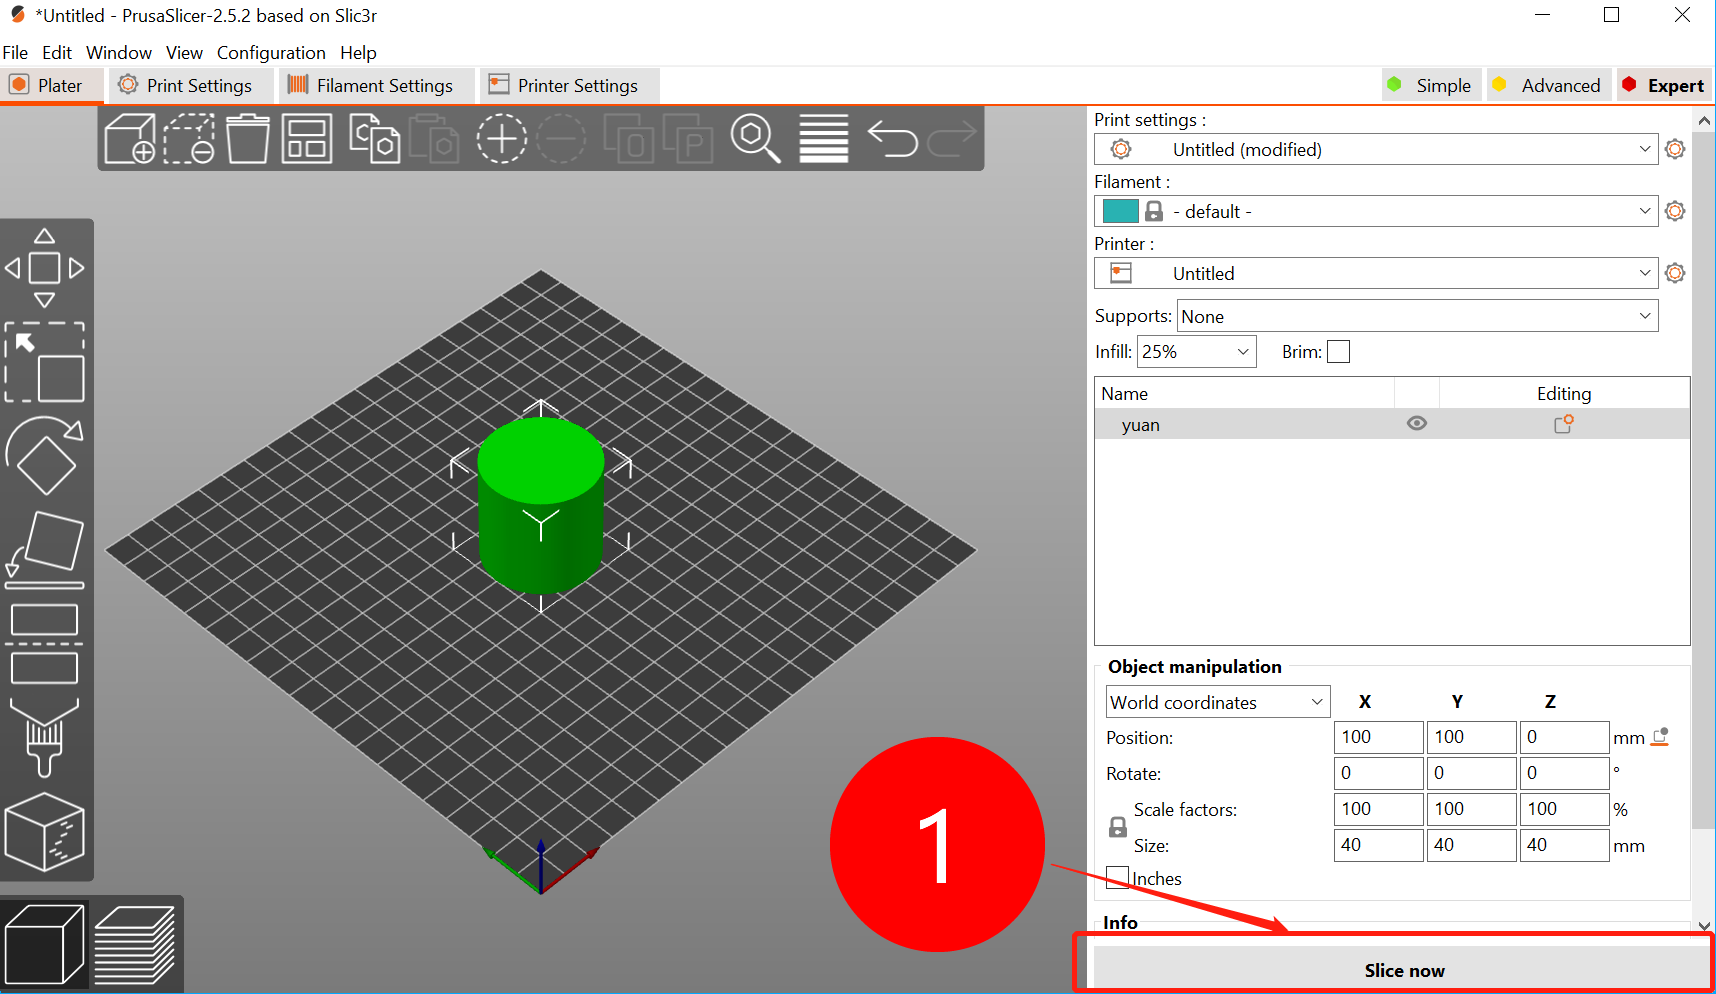 *Untitled - PrusaSlicer-2.5.2 based on Slic3r
File Edit Window View Configuration Help
Plater Print Settings Filament Settings Printer Settings Simple Advanced Expert
Print settings :
Untitled (modified)
Filament :
- default -
Printer :
Untitled
Supports: None
Infill: 25% Brim:
Name Editing
yuan
Object manipulation
World coordinates X Y Z
Position: 100 100 0 mm
Rotate: 0 0 0 °
Scale factors: 100 100 100 %
Size: 40 40 40 mm
Inches
1
Info
Slice now